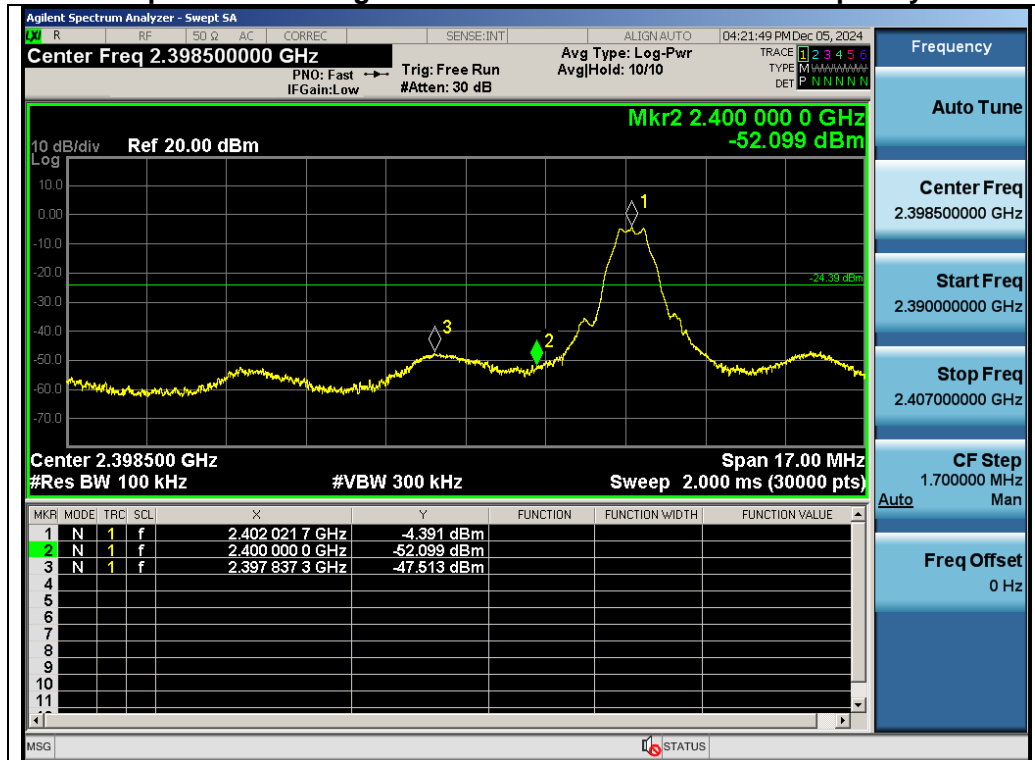 Agilent Spectrum Analyzer - Swept SA
LXI R RF 50 Ω AC CORREC SENSE:INT ALIGN AUTO 04:21:49 PM Dec 05, 2024
Center Freq 2.398500000 GHz
PNO: Fast
IFGain:Low
Trig: Free Run
#Atten: 30 dB
Avg Type: Log-Pwr
Avg|Hold: 10/10
TRACE 1 2 3 4 5 6
TYPE M
DET P N N N N N
Mkr2 2.400 000 0 GHz
-52.099 dBm
10 dB/div Ref 20.00 dBm
Log
10.0
0.00
-10.0
-20.0
-30.0
-40.0
-50.0
-60.0
-70.0
1
-24.39 dBm
3
2
Center 2.398500 GHz Span 17.00 MHz
#Res BW 100 kHz #VBW 300 kHz Sweep 2.000 ms (30000 pts)
MKR MODE TRC SCL X Y FUNCTION FUNCTION WIDTH FUNCTION VALUE
1 N 1 f 2.402 021 7 GHz -4.391 dBm
2 N 1 f 2.400 000 0 GHz -52.099 dBm
3 N 1 f 2.397 837 3 GHz -47.513 dBm
4
5
6
7
8
9
10
11
MSG STATUS
Frequency
Auto Tune
Center Freq
2.398500000 GHz
Start Freq
2.390000000 GHz
Stop Freq
2.407000000 GHz
CF Step
1.700000 MHz
Auto Man
Freq Offset
0 Hz